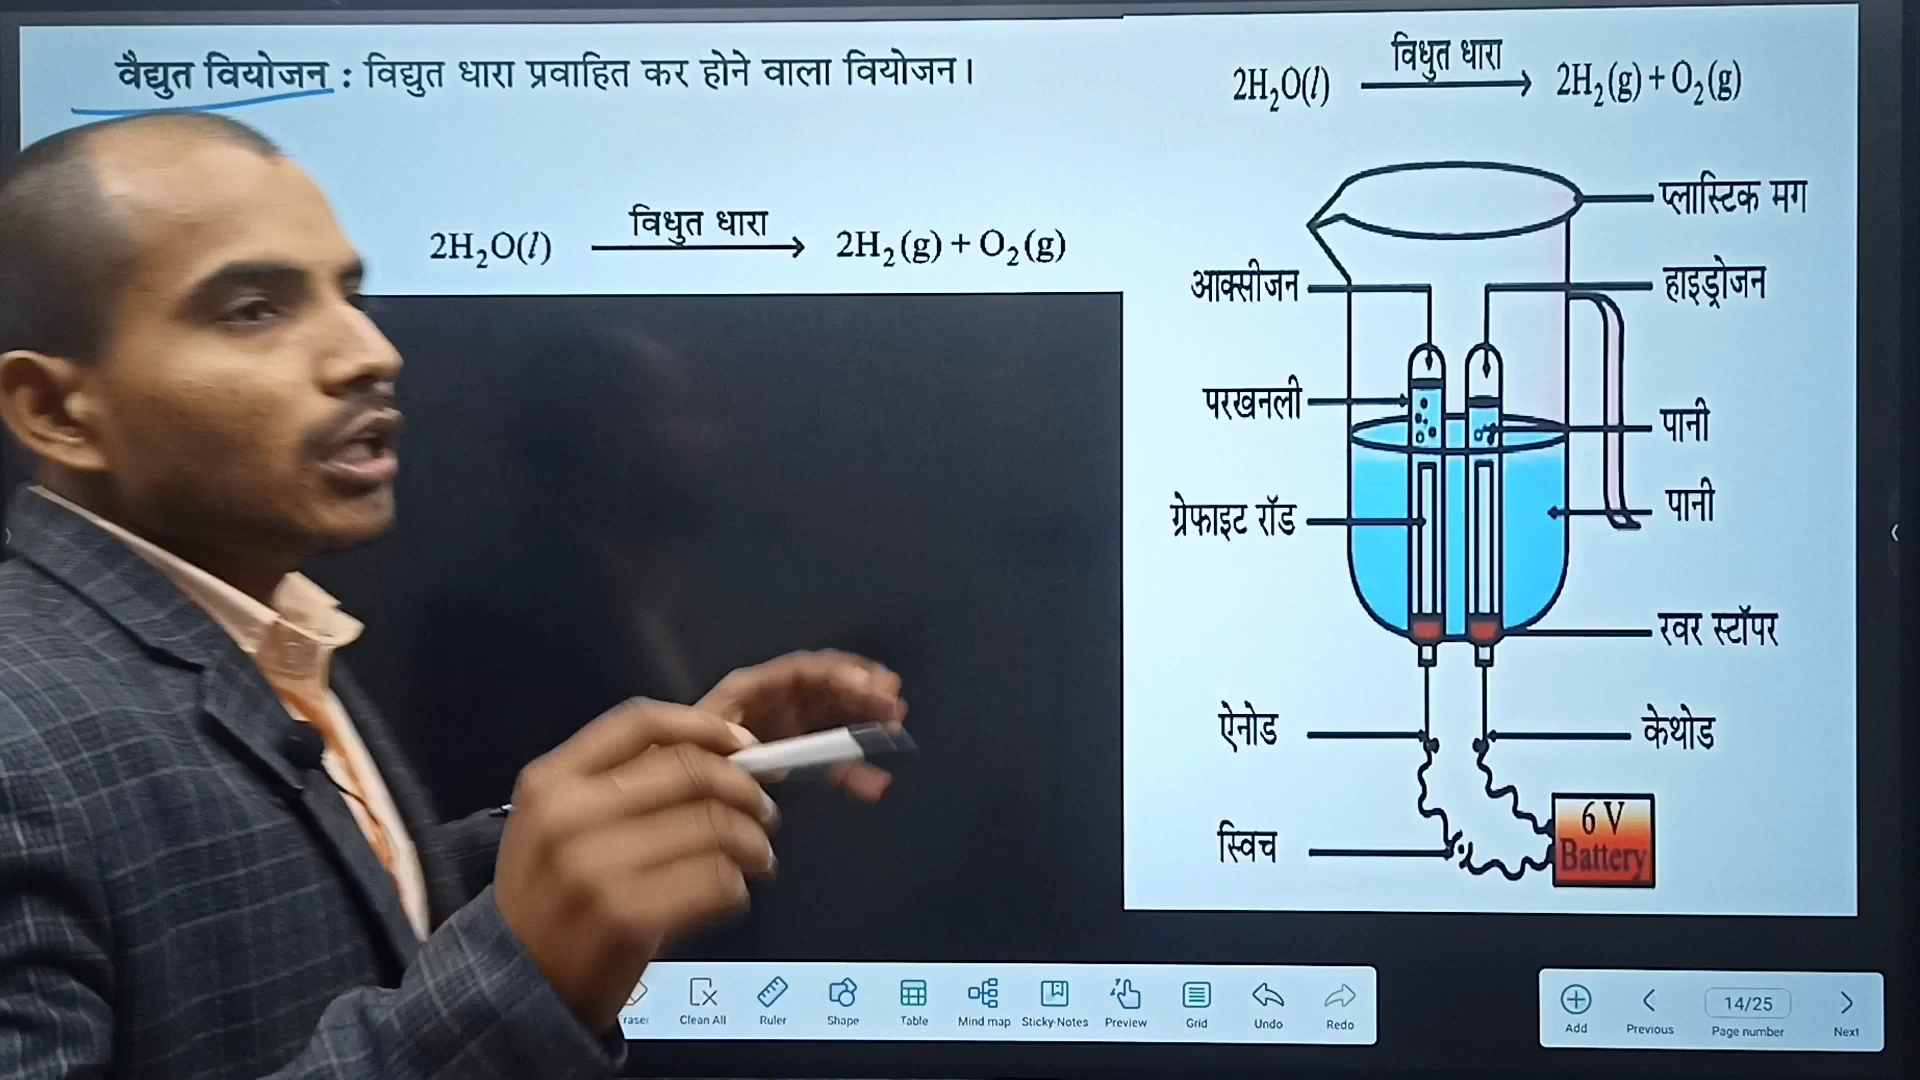 वैद्युत वियोजन : विद्युत धारा प्रवाहित कर होने वाला वियोजन।
विधुत धारा
2H₂O(l) → 2H₂(g) + O₂(g)
विधुत धारा
2H₂O(l) → 2H₂(g) + O₂(g)
प्लास्टिक मग
आक्सीजन
हाइड्रोजन
परखनली
पानी
ग्रेफाइट रॉड
पानी
रवर स्टॉपर
ऐनोड
केथोड
स्विच
6 V
Battery
raser
Clean All
Ruler
Shape
Table
Mind map
Sticky-Notes
Preview
Grid
Undo
Redo
Add
Previous
14/25
Page number
Next